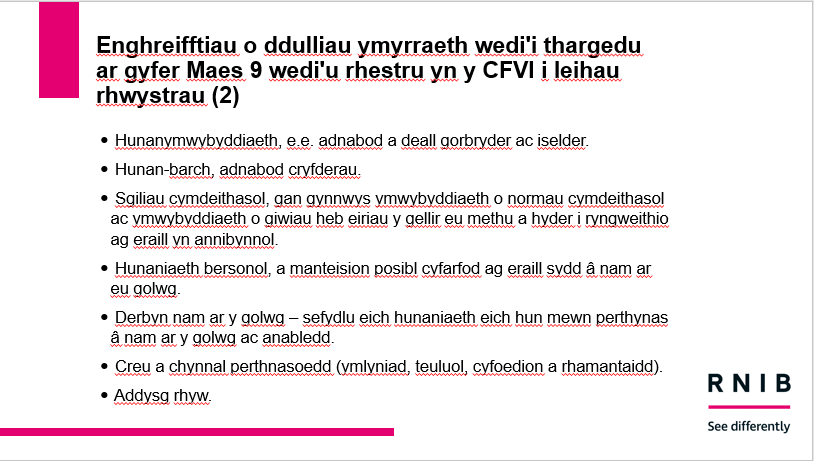 Enghreifftiau o ddulliau ymyrraeth wedi'i thargedu
ar gyfer Maes 9 wedi'u rhestru yn y CFVI i leihau
rhwystrau (2)
• Hunanymwybyddiaeth, e.e. adnabod a deall gorbryder ac iselder.
• Hunan-barch, adnabod cryfderau.
• Sgiliau cymdeithasol, gan gynnwys ymwybyddiaeth o normau cymdeithasol
ac ymwybyddiaeth o giwiau heb eiriau y gellir eu methu a hyder i ryngweithio
ag eraill yn annibynnol.
• Hunaniaeth bersonol, a manteision posibl cyfarfod ag eraill sydd â nam ar
eu golwg.
• Derbyn nam ar y golwg – sefydlu eich hunaniaeth eich hun mewn perthynas
â nam ar y golwg ac anabledd.
• Creu a chynnal perthnasoedd (ymlyniad, teuluol, cyfoedion a rhamantaidd).
• Addysg rhyw.
RNIB
See differently